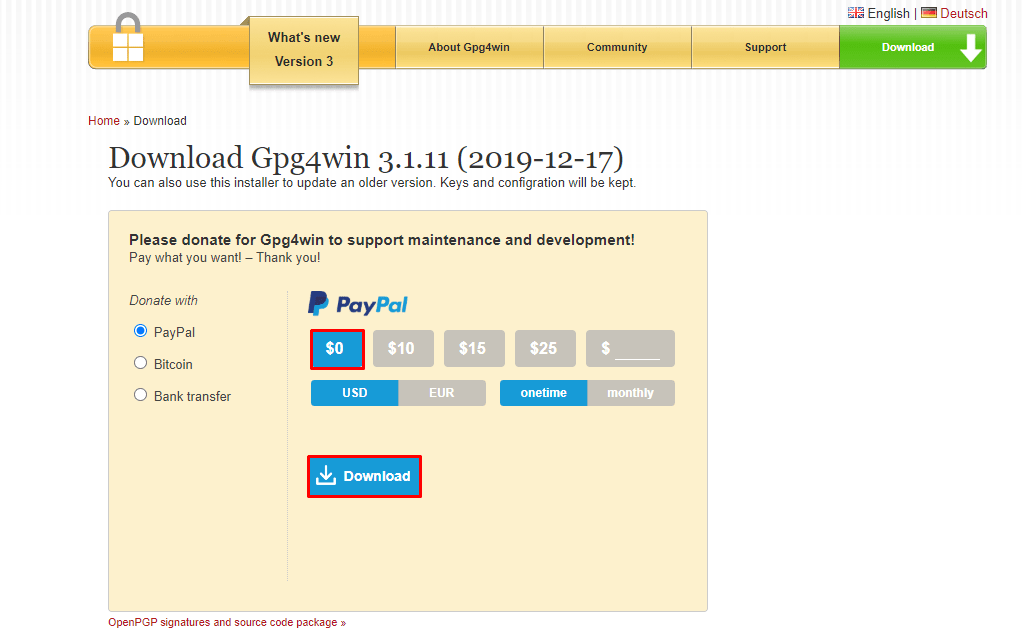 English | Deutsch
What's new
Version 3
About Gpg4win
Community
Support
Download
Home » Download
Download Gpg4win 3.1.11 (2019-12-17)
You can also use this installer to update an older version. Keys and configration will be kept.
Please donate for Gpg4win to support maintenance and development!
Pay what you want! – Thank you!
Donate with
PayPal
Bitcoin
Bank transfer
PayPal
$0 $10 $15 $25 $ ______
USD EUR onetime monthly
Download
OpenPGP signatures and source code package »